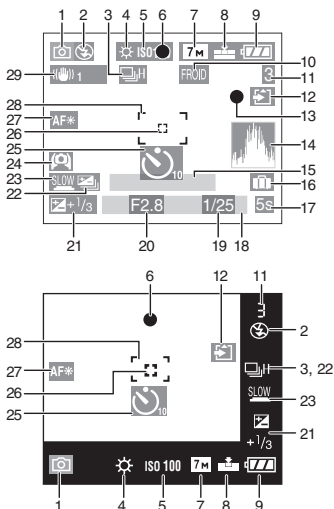 1 2 4 5 6 7 8 9
3
10
11
12
13
14
15
16
17
18
19
20
21
22
23
24
25
26
27
28
29
ISO1
7M
1
H
FROID
3
AF✳
10
SLOW
+1/3
F2.8
1/25
5s
6
12
11
3
28
2
27
AF✳
H
3, 22
26
SLOW
23
25
21
+1/3
ISO 100
7M
1 4 5 7 8 9